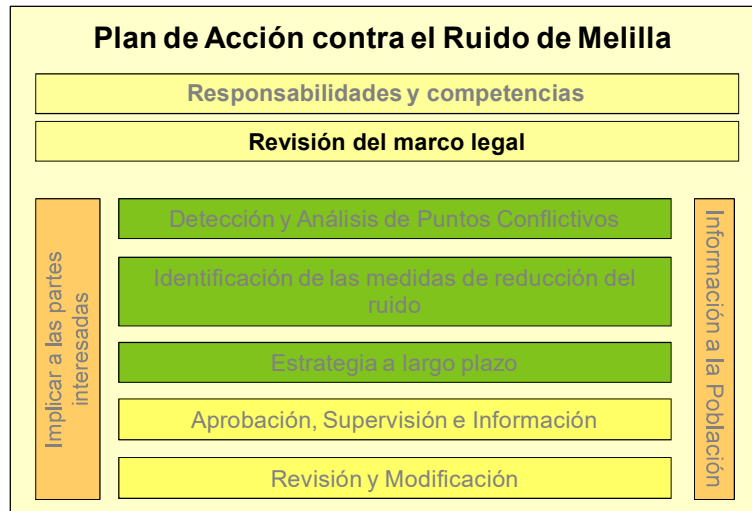 Plan de Acción contra el Ruido de Melilla
Responsabilidades y competencias
Revisión del marco legal
Implicar a las partes
interesadas
Detección y Análisis de Puntos Conflictivos
Identificación de las medidas de reducción del
ruido
Estrategia a largo plazo
Aprobación, Supervisión e Información
Revisión y Modificación
Información a la Población